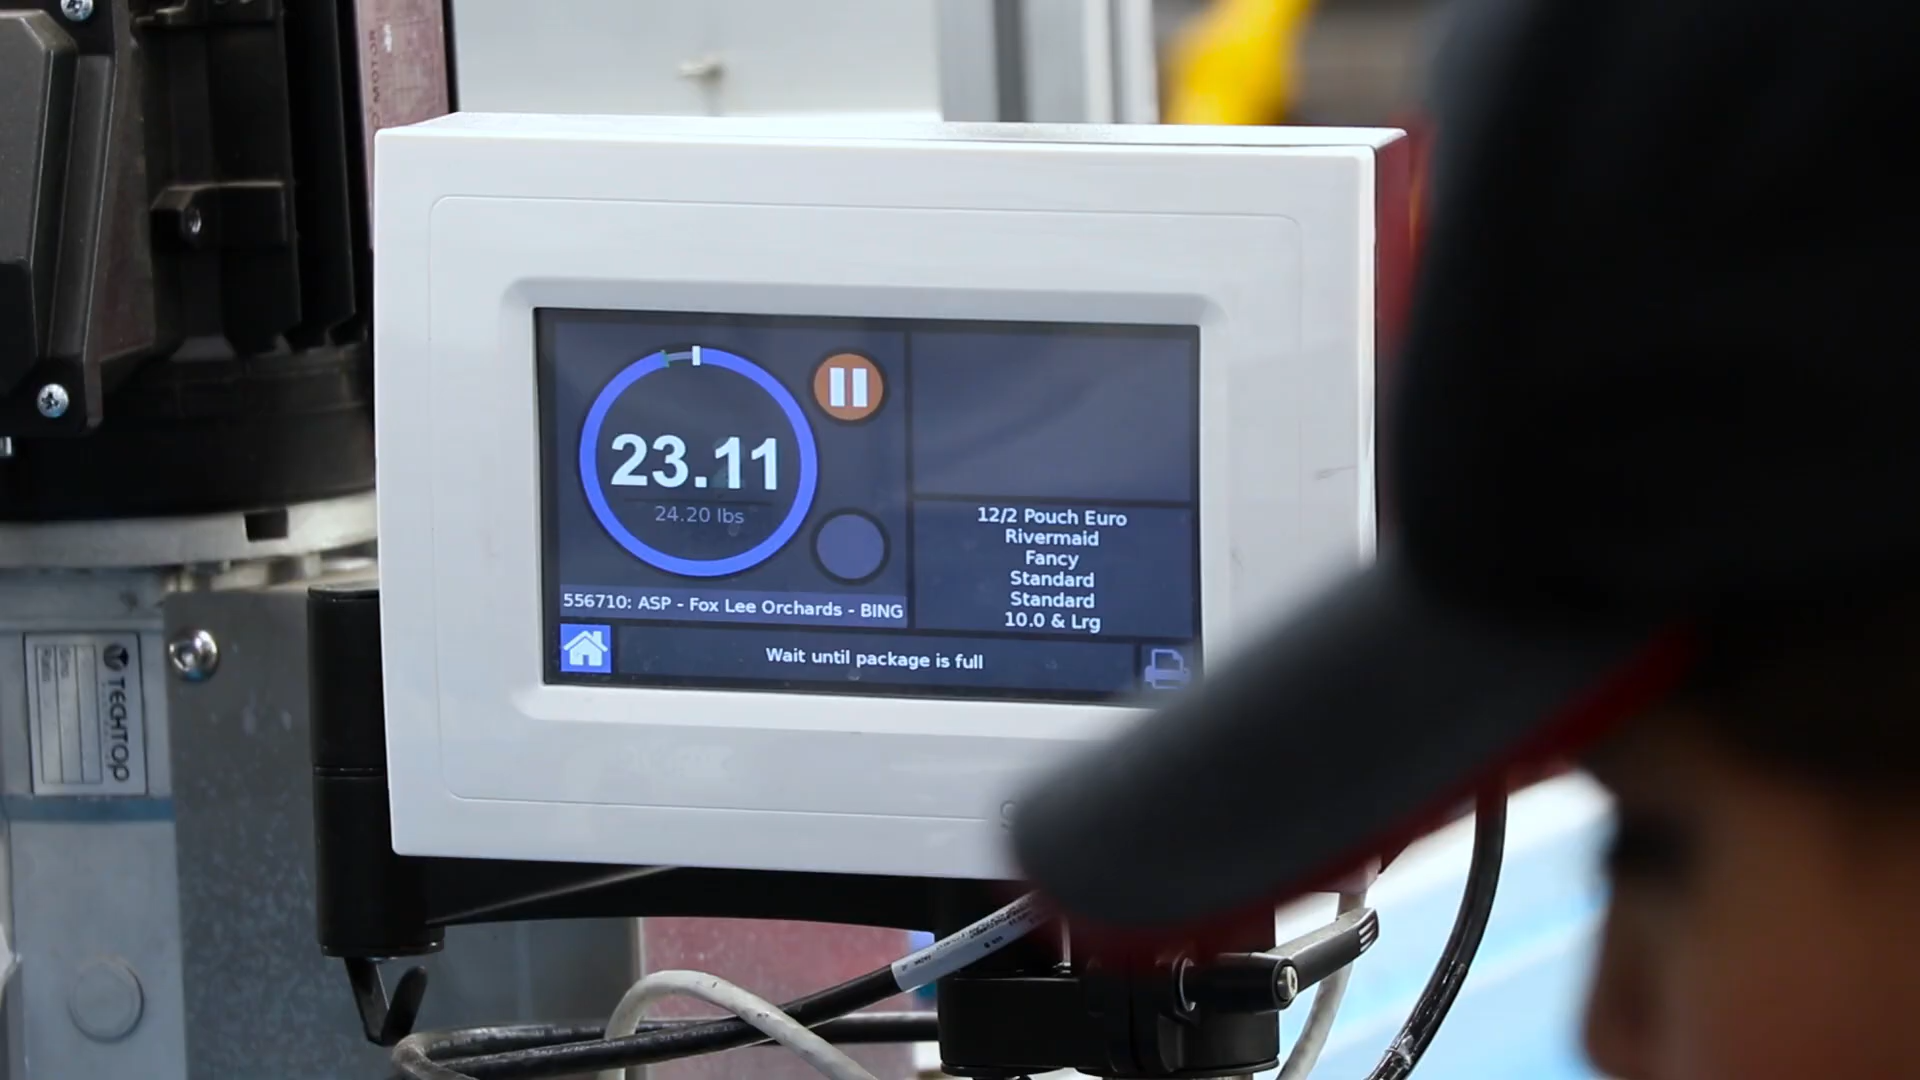 MOTOR
23.11
24.20 lbs
556710: ASP - Fox Lee Orchards - BING
12/2 Pouch Euro
Rivermaid
Fancy
Standard
Standard
10.0 & Lrg
Wait until package is full
TECHTOP